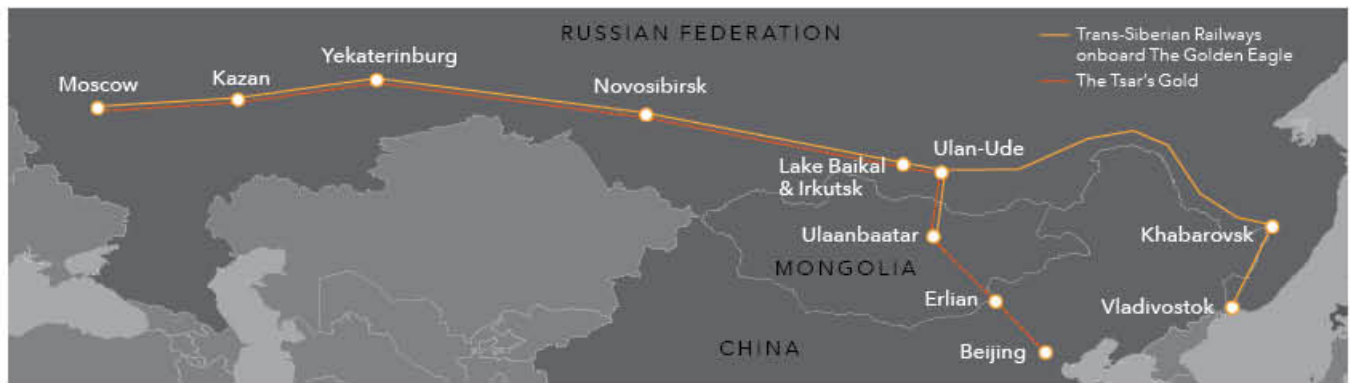 RUSSIAN FEDERATION
Trans-Siberian Railways
onboard The Golden Eagle
The Tsar's Gold
Yekaterinburg
Kazan
Moscow
Novosibirsk
Ulan-Ude
Lake Baikal
& Irkutsk
Ulaanbaatar
Khabarovsk
MONGOLIA
Erlian
Vladivostok
CHINA
Beijing